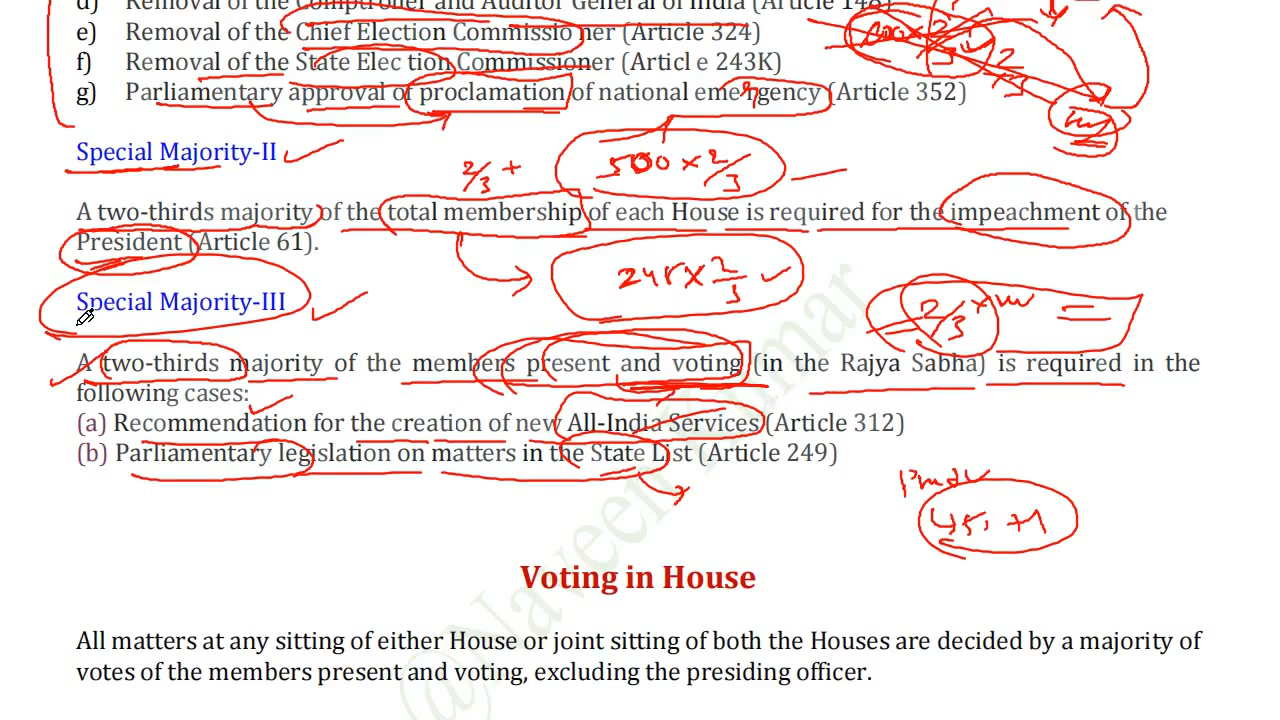 d) Removal of the Comptroller and Auditor General of India (Article 148)
e) Removal of the Chief Election Commissioner (Article 324)
f) Removal of the State Elec tion Commissioner (Articl e 243K)
g) Parliamentary approval of proclamation of national emergency (Article 352)
Special Majority-II
2/3 + 500 × 2/3
A two-thirds majority of the total membership of each House is required for the impeachment of the
President (Article 61).
245 × 2/3
Special Majority-III
2/3 × =
A two-thirds majority of the members present and voting (in the Rajya Sabha) is required in the
following cases:
(a) Recommendation for the creation of new All-India Services (Article 312)
(b) Parliamentary legislation on matters in the State List (Article 249)
Voting in House
All matters at any sitting of either House or joint sitting of both the Houses are decided by a majority of
votes of the members present and voting, excluding the presiding officer.
@Naveen Kumar